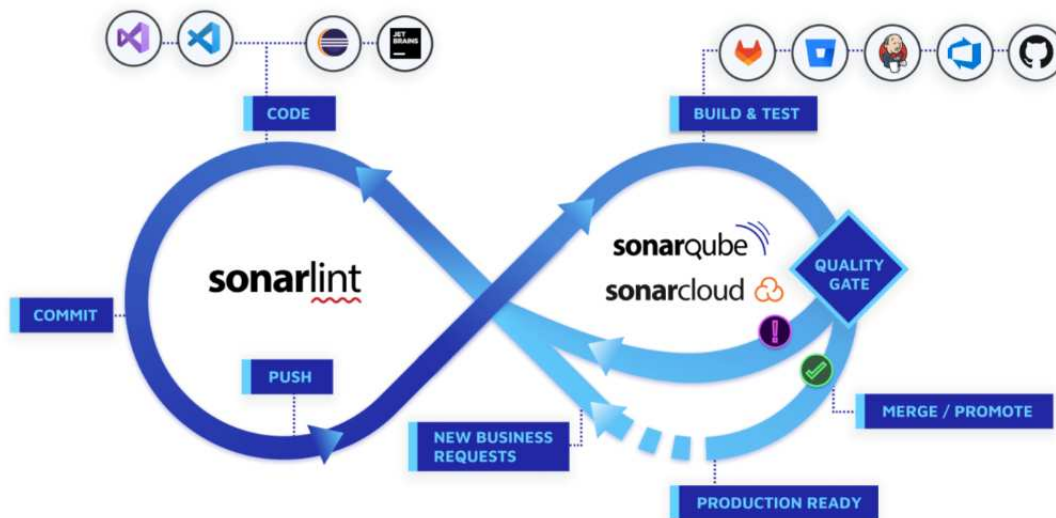 JET
BRAINS
CODE
BUILD & TEST
sonarlint
sonarqube
sonarcloud
QUALITY
GATE
COMMIT
!
PUSH
MERGE / PROMOTE
NEW BUSINESS
REQUESTS
PRODUCTION READY